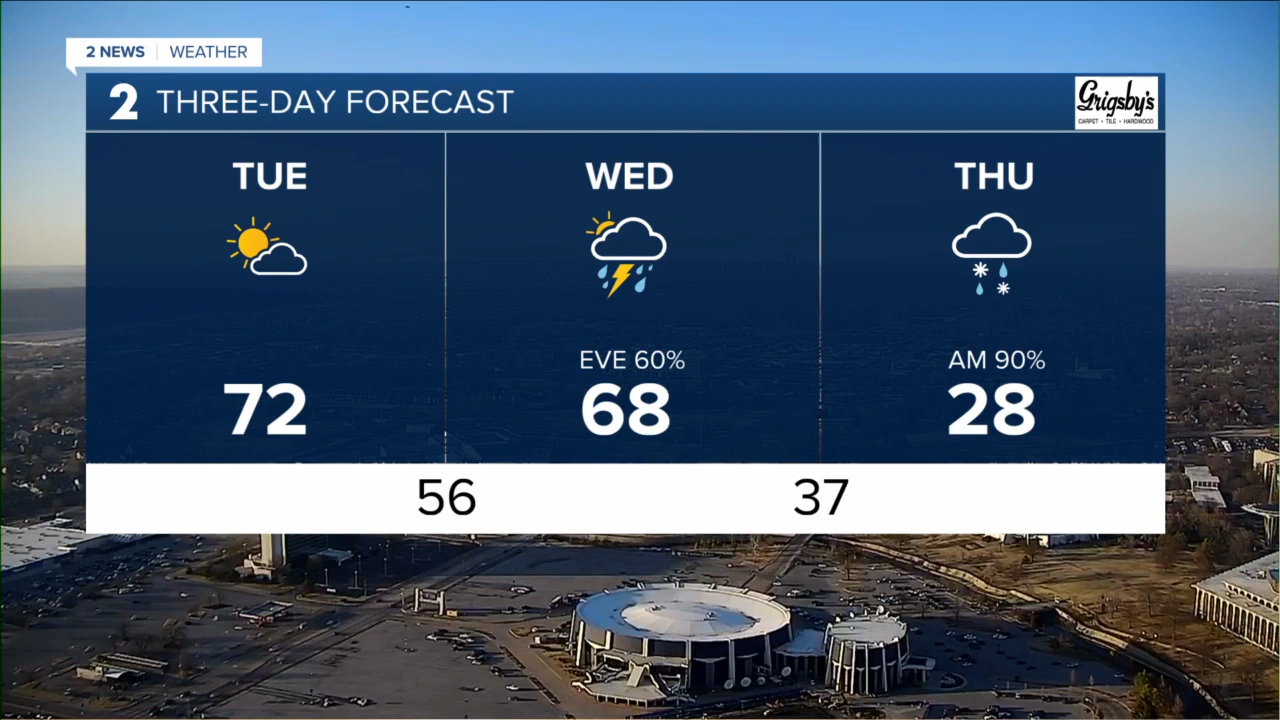 2 NEWS | WEATHER
2 THREE-DAY FORECAST
Grigsby's
CARPET • TILE • HARDWOOD
TUE WED THU
EVE 60% AM 90%
72 68 28
56 37